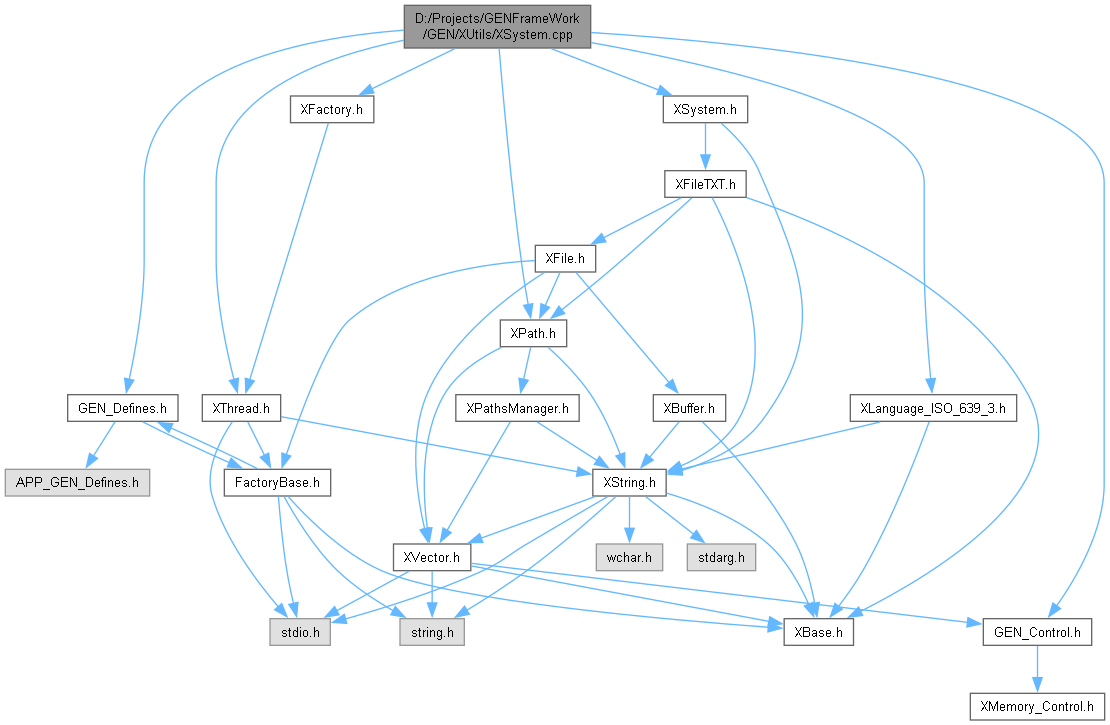 D:/Projects/GENFrameWork
/GEN/XUtils/XSystem.cpp
XFactory.h
XSystem.h
XFileTXT.h
XFile.h
XPath.h
GEN_Defines.h
XThread.h
XPathsManager.h
XBuffer.h
XLanguage_ISO_639_3.h
APP_GEN_Defines.h
FactoryBase.h
XString.h
XVector.h
wchar.h
stdarg.h
stdio.h
string.h
XBase.h
GEN_Control.h
XMemory_Control.h